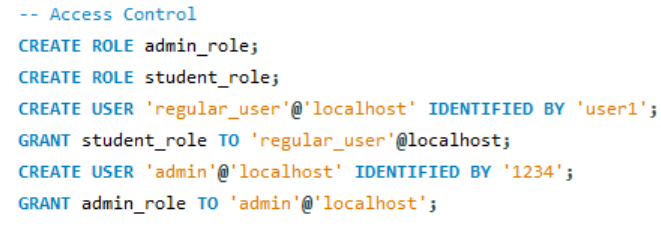 -- Access Control
CREATE ROLE admin_role;
CREATE ROLE student_role;
CREATE USER 'regular_user'@'localhost' IDENTIFIED BY 'user1';
GRANT student_role TO 'regular_user'@localhost;
CREATE USER 'admin'@'localhost' IDENTIFIED BY '1234';
GRANT admin_role TO 'admin'@'localhost';